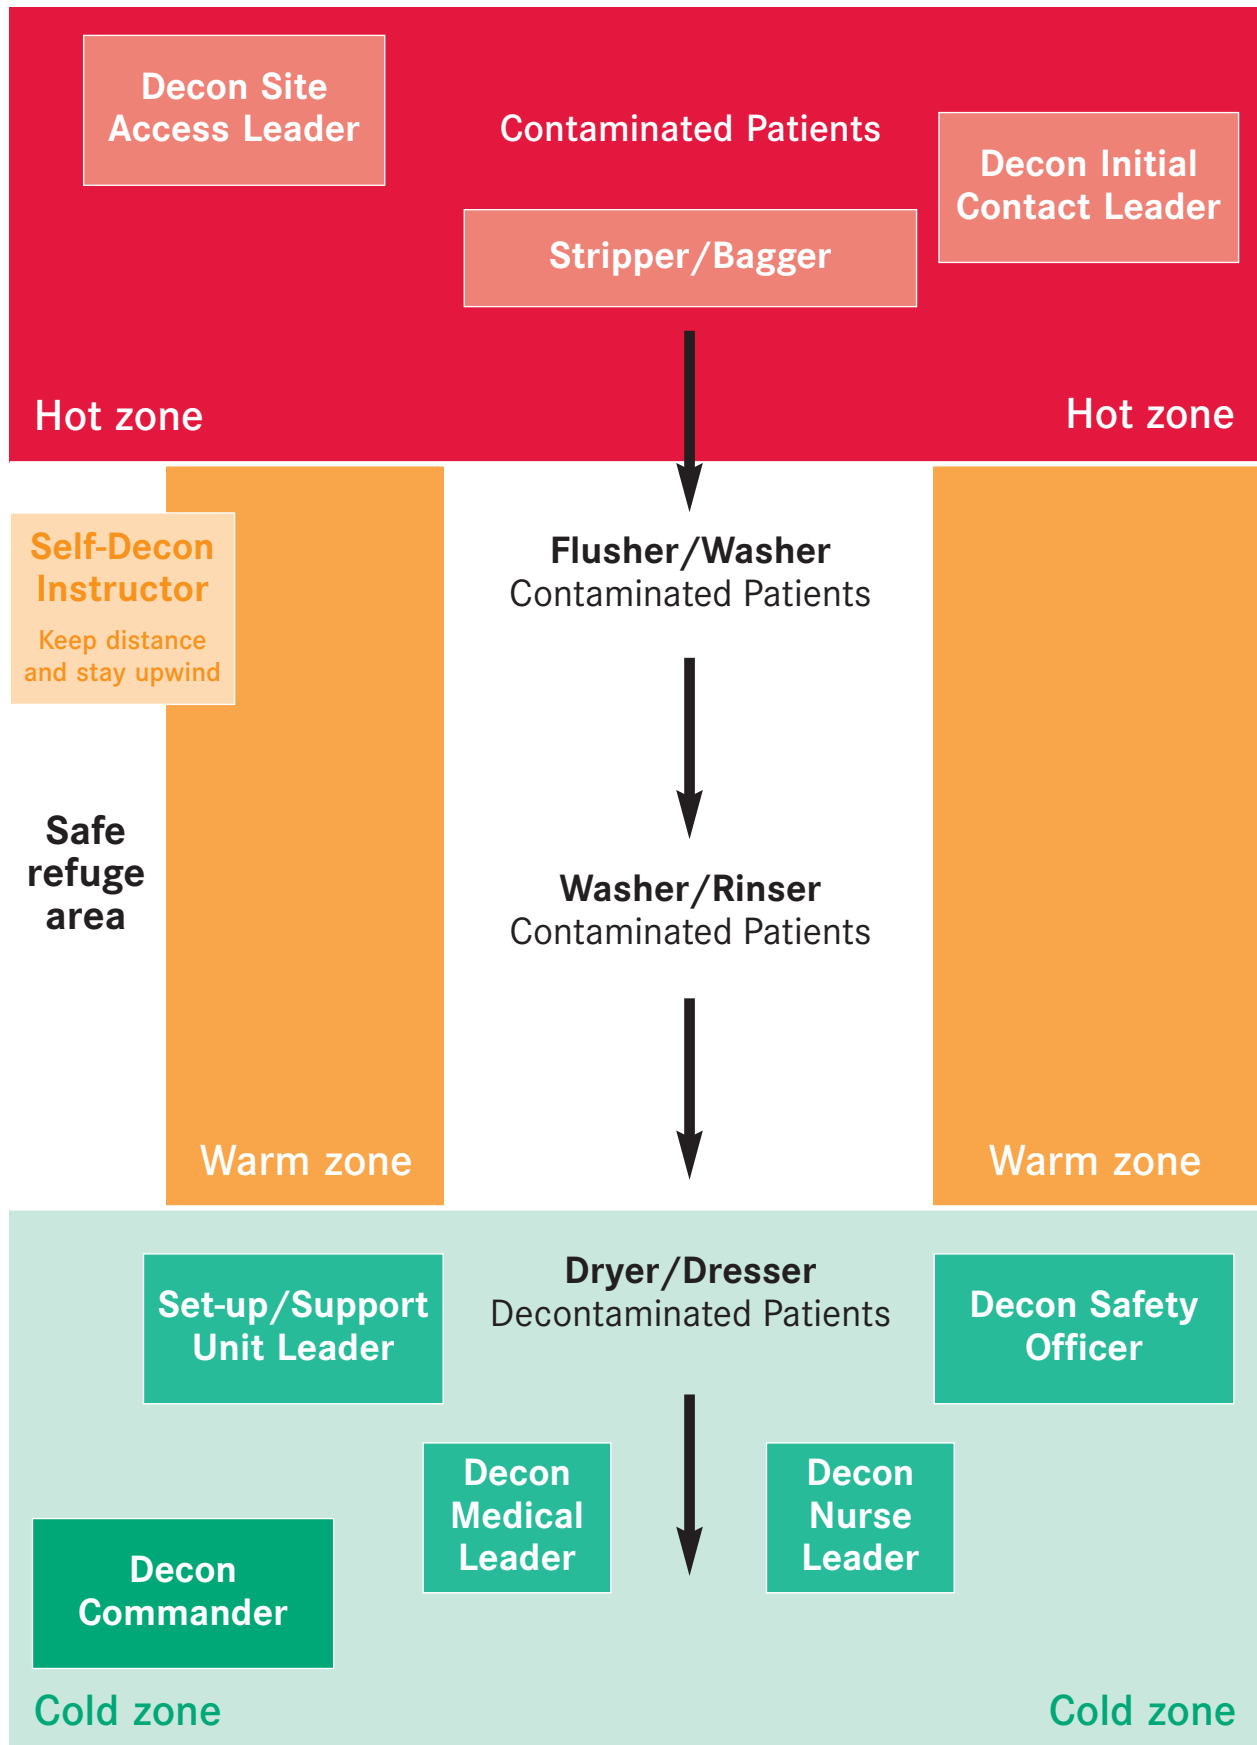 Decon Site
Access Leader
Contaminated Patients
Decon Initial
Contact Leader
Stripper/Bagger
Hot zone
Hot zone
Self-Decon
Instructor
Keep distance
and stay upwind
Flusher/Washer
Contaminated Patients
Safe
refuge
area
Washer/Rinser
Contaminated Patients
Warm zone
Warm zone
Set-up/Support
Unit Leader
Dryer/Dresser
Decontaminated Patients
Decon Safety
Officer
Decon
Medical
Leader
Decon
Nurse
Leader
Decon
Commander
Cold zone
Cold zone